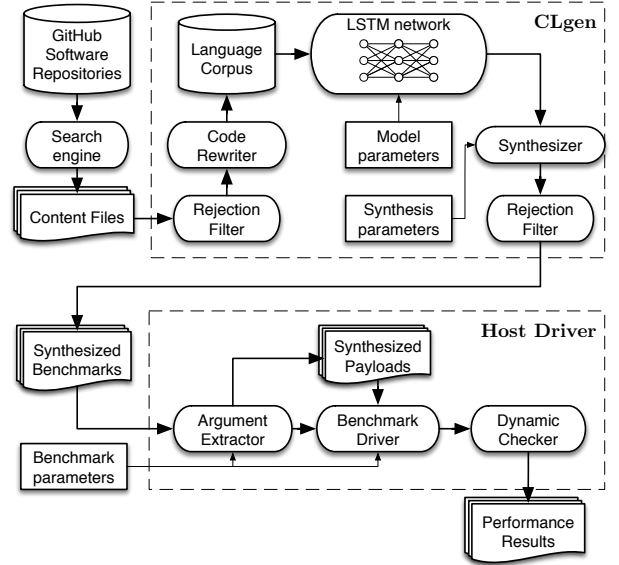 GitHub
Software
Repositories
Search
engine
Content Files
CLgen
Language
Corpus
LSTM network
Code
Rewriter
Rejection
Filter
Model
parameters
Synthesis
parameters
Synthesizer
Rejection
Filter
Host Driver
Synthesized
Benchmarks
Synthesized
Payloads
Argument
Extractor
Benchmark
Driver
Dynamic
Checker
Benchmark
parameters
Performance
Results